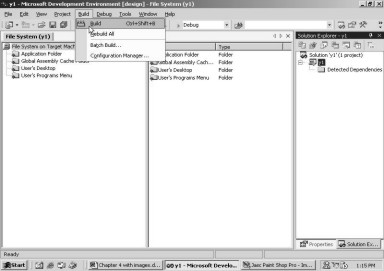 y1 - Microsoft Development Environment [design] - File System (y1)
File Edit View Project Build Debug Tools Window Help
Build Ctrl+Shift+B
Debug
Rebuild All
Batch Build...
Configuration Manager...
File System (y1)
File System on Target Mach
Application Folder
Global Assembly Cache Folder
User's Desktop
User's Programs Menu
Type
Application Folder Folder
Global Assembly Cach... Folder
User's Desktop Folder
User's Programs Menu Folder
Solution Explorer - y1
Solution 'y1' (1 project)
y1
Detected Dependencies
Properties Solution Ex...
Ready
Start
Chapter 4 with images.d...
y1 - Microsoft Develo...
Jasc Paint Shop Pro - Im...
1:15 PM